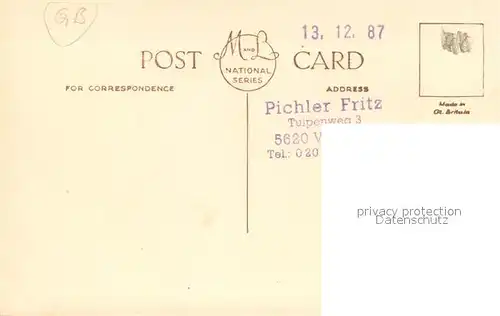 GB
13. 12. 87
POST M AND L CARD
NATIONAL
SERIES
FOR CORRESPONDENCE ADDRESS
Made in
Gt. Britain
Pichler Fritz
Tulpenweg 3
5620 V
Tel.: 0 20
privacy protection
Datenschutz